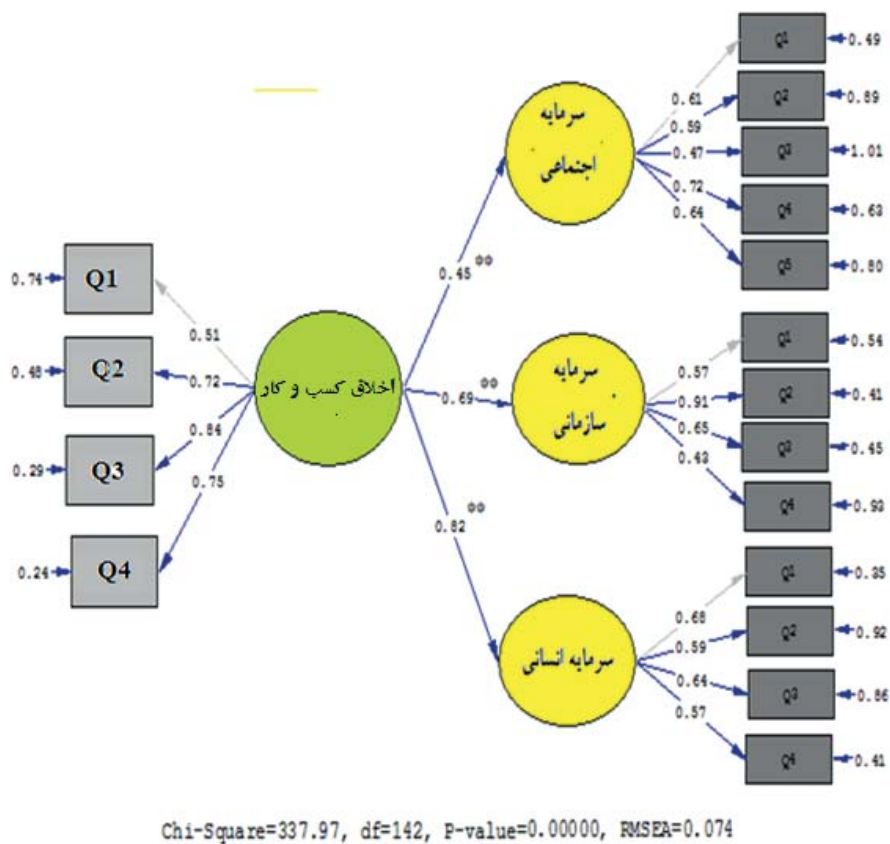 0.74
Q1
0.48
Q2
0.29
Q3
0.24
Q4
0.51
0.72
0.84
0.75
اخلاق کسب و کار
0.45**
0.69**
0.82**
سرمایه
اجتماعی
0.61
0.59
0.47
0.72
0.64
Q1
0.49
Q2
0.89
Q3
1.01
Q4
0.63
Q5
0.80
سرمایه
سازمانی
0.57
0.91
0.65
0.43
Q1
0.54
Q2
0.41
Q3
0.45
Q4
0.93
سرمایه انسانی
0.68
0.59
0.64
0.57
Q1
0.35
Q2
0.92
Q3
0.86
Q4
0.41
Chi-Square=337.97, df=142, P-value=0.00000, RMSEA=0.074